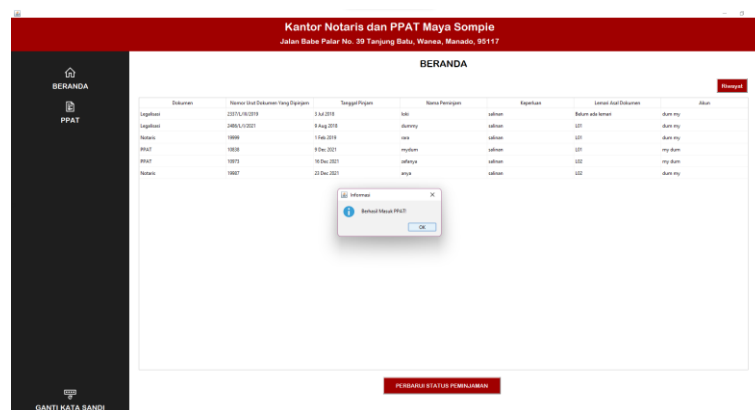 Kantor Notaris dan PPAT Maya Sompie
Jalan Babe Palar No. 39 Tanjung Batu, Wanea, Manado, 95117
BERANDA
BERANDA
PPAT
GANTI KATA SANDI
Riwayat
Dokumen Nomor Urut Dokumen Yang Dipinjam Tanggal Pinjam Nama Peminjam Keperluan Lemari Asal Dokumen Akun
Legalisasi 2337/L/III/2019 3 Jul 2018 loki salinan Belum ada lemari dum my
Legalisasi 2486/L/I/2021 8 Aug 2018 dummy salinan L01 dum my
Notaris 19999 1 Feb 2019 rara salinan L01 dum my
PPAT 10838 9 Dec 2021 mydum salinan L01 my dum
PPAT 10973 16 Dec 2021 zefanya salinan L02 my dum
Notaris 19997 23 Dec 2021 anya salinan L02 dum my
Informasi
Berhasil Masuk PPAT!
OK
PERBARUI STATUS PEMINJAMAN